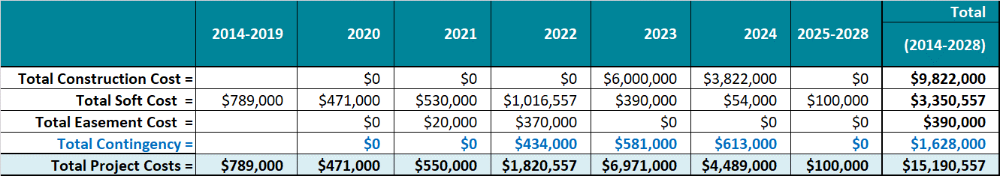 Total
2014-2019 2020 2021 2022 2023 2024 2025-2028
(2014-2028)
Total Construction Cost = $0 $0 $0 $6,000,000 $3,822,000 $0 $9,822,000
Total Soft Cost = $789,000 $471,000 $530,000 $1,016,557 $390,000 $54,000 $100,000 $3,350,557
Total Easement Cost = $0 $20,000 $370,000 $0 $0 $0 $390,000
Total Contingency = $0 $0 $434,000 $581,000 $613,000 $0 $1,628,000
Total Project Costs = $789,000 $471,000 $550,000 $1,820,557 $6,971,000 $4,489,000 $100,000 $15,190,557